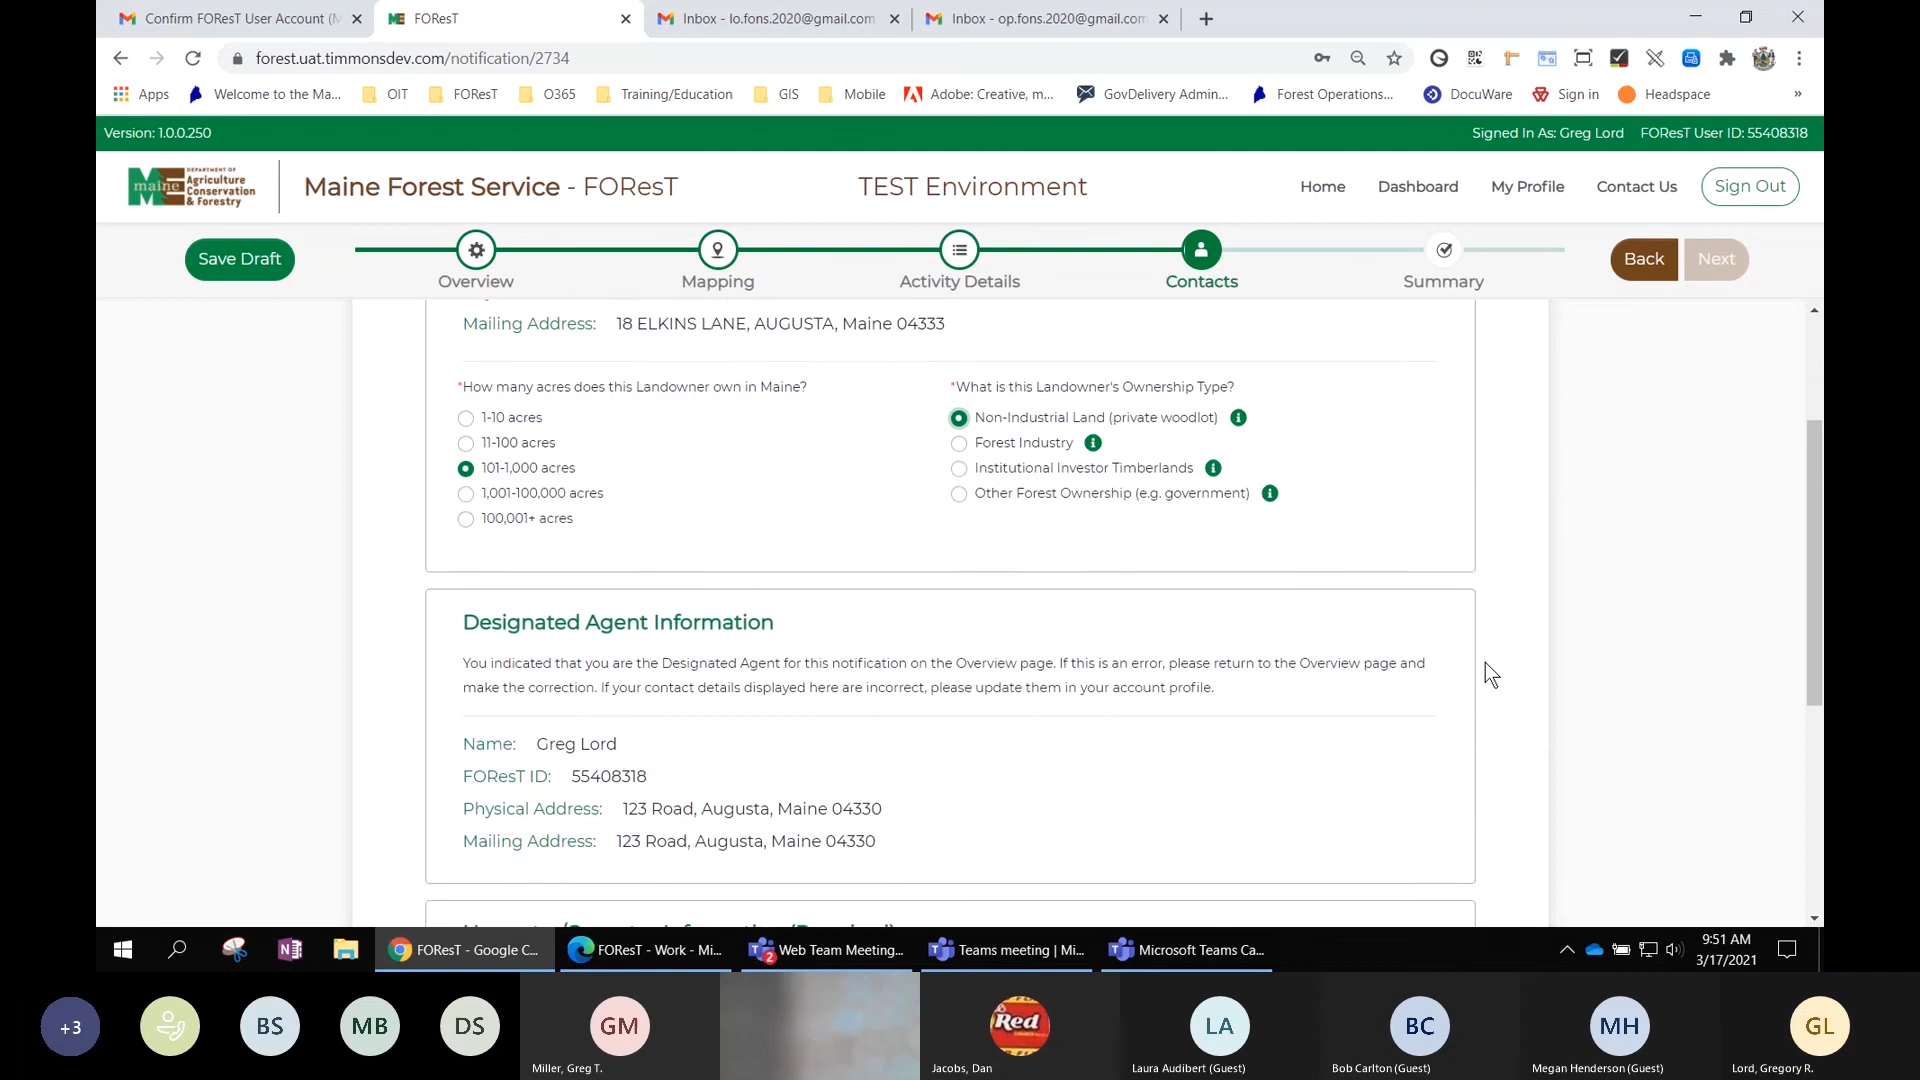 Confirm FOResT User Account (M
FOResT
Inbox - lo.fons.2020@gmail.com
Inbox - op.fons.2020@gmail.com
forest.uat.timmonsdev.com/notification/2734
Apps
Welcome to the Ma...
OIT
FOResT
O365
Training/Education
GIS
Mobile
Adobe: Creative, m...
GovDelivery Admin...
Forest Operations...
DocuWare
Sign in
Headspace
»
Version: 1.0.0.250
Signed In As: Greg Lord FOResT User ID: 55408318
maine
DEPARTMENT OF
Agriculture
Conservation
& Forestry
Maine Forest Service - FOResT
TEST Environment
Home
Dashboard
My Profile
Contact Us
Sign Out
Save Draft
Overview
Mapping
Activity Details
Contacts
Summary
Back
Next
Mailing Address: 18 ELKINS LANE, AUGUSTA, Maine 04333
*How many acres does this Landowner own in Maine?
1-10 acres
11-100 acres
101-1,000 acres
1,001-100,000 acres
100,001+ acres
*What is this Landowner's Ownership Type?
Non-Industrial Land (private woodlot)
Forest Industry
Institutional Investor Timberlands
Other Forest Ownership (e.g. government)
Designated Agent Information
You indicated that you are the Designated Agent for this notification on the Overview page. If this is an error, please return to the Overview page and
make the correction. If your contact details displayed here are incorrect, please update them in your account profile.
Name: Greg Lord
FOResT ID: 55408318
Physical Address: 123 Road, Augusta, Maine 04330
Mailing Address: 123 Road, Augusta, Maine 04330
FOResT - Google C...
FOResT - Work - Mi...
2
Web Team Meeting...
Teams meeting | Mi...
Microsoft Teams Ca...
9:51 AM
3/17/2021
+3
BS
MB
DS
GM
Miller, Greg T.
Red
Jacobs, Dan
LA
Laura Audibert (Guest)
BC
Bob Carlton (Guest)
MH
Megan Henderson (Guest)
GL
Lord, Gregory R.